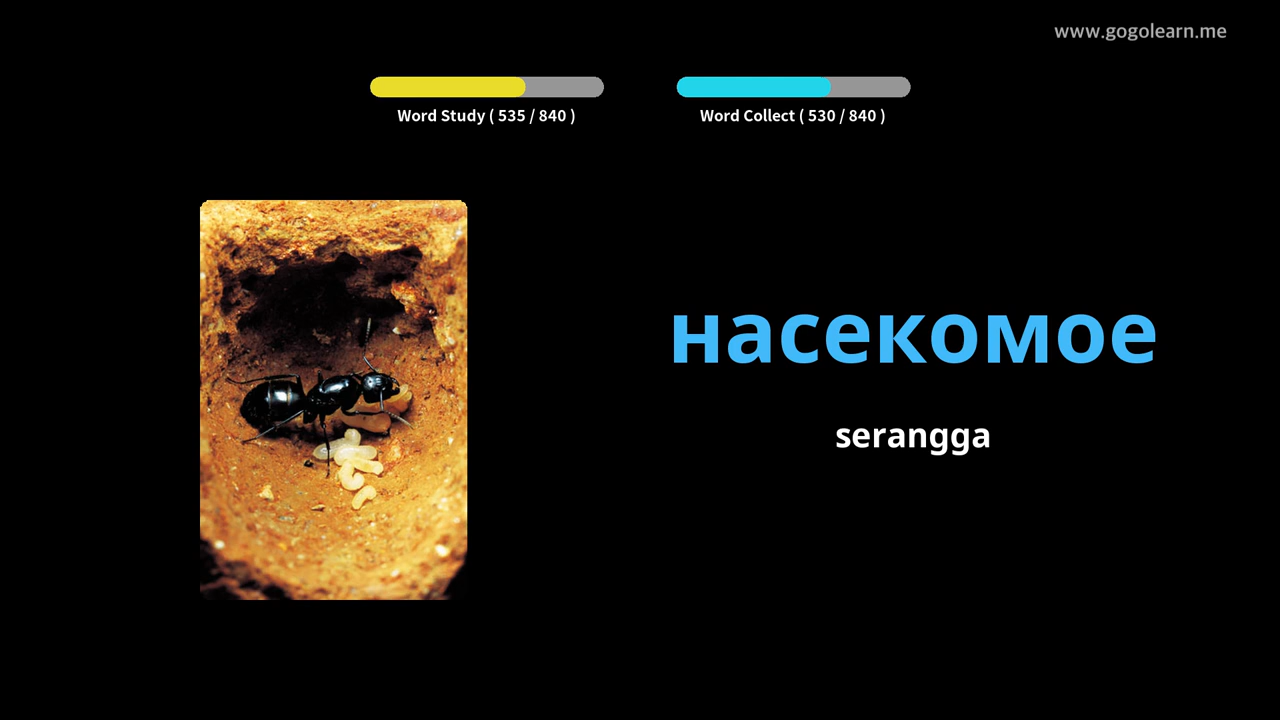 www.gogolearn.me
Word Study ( 535 / 840 )
Word Collect ( 530 / 840 )
насекомое
serangga